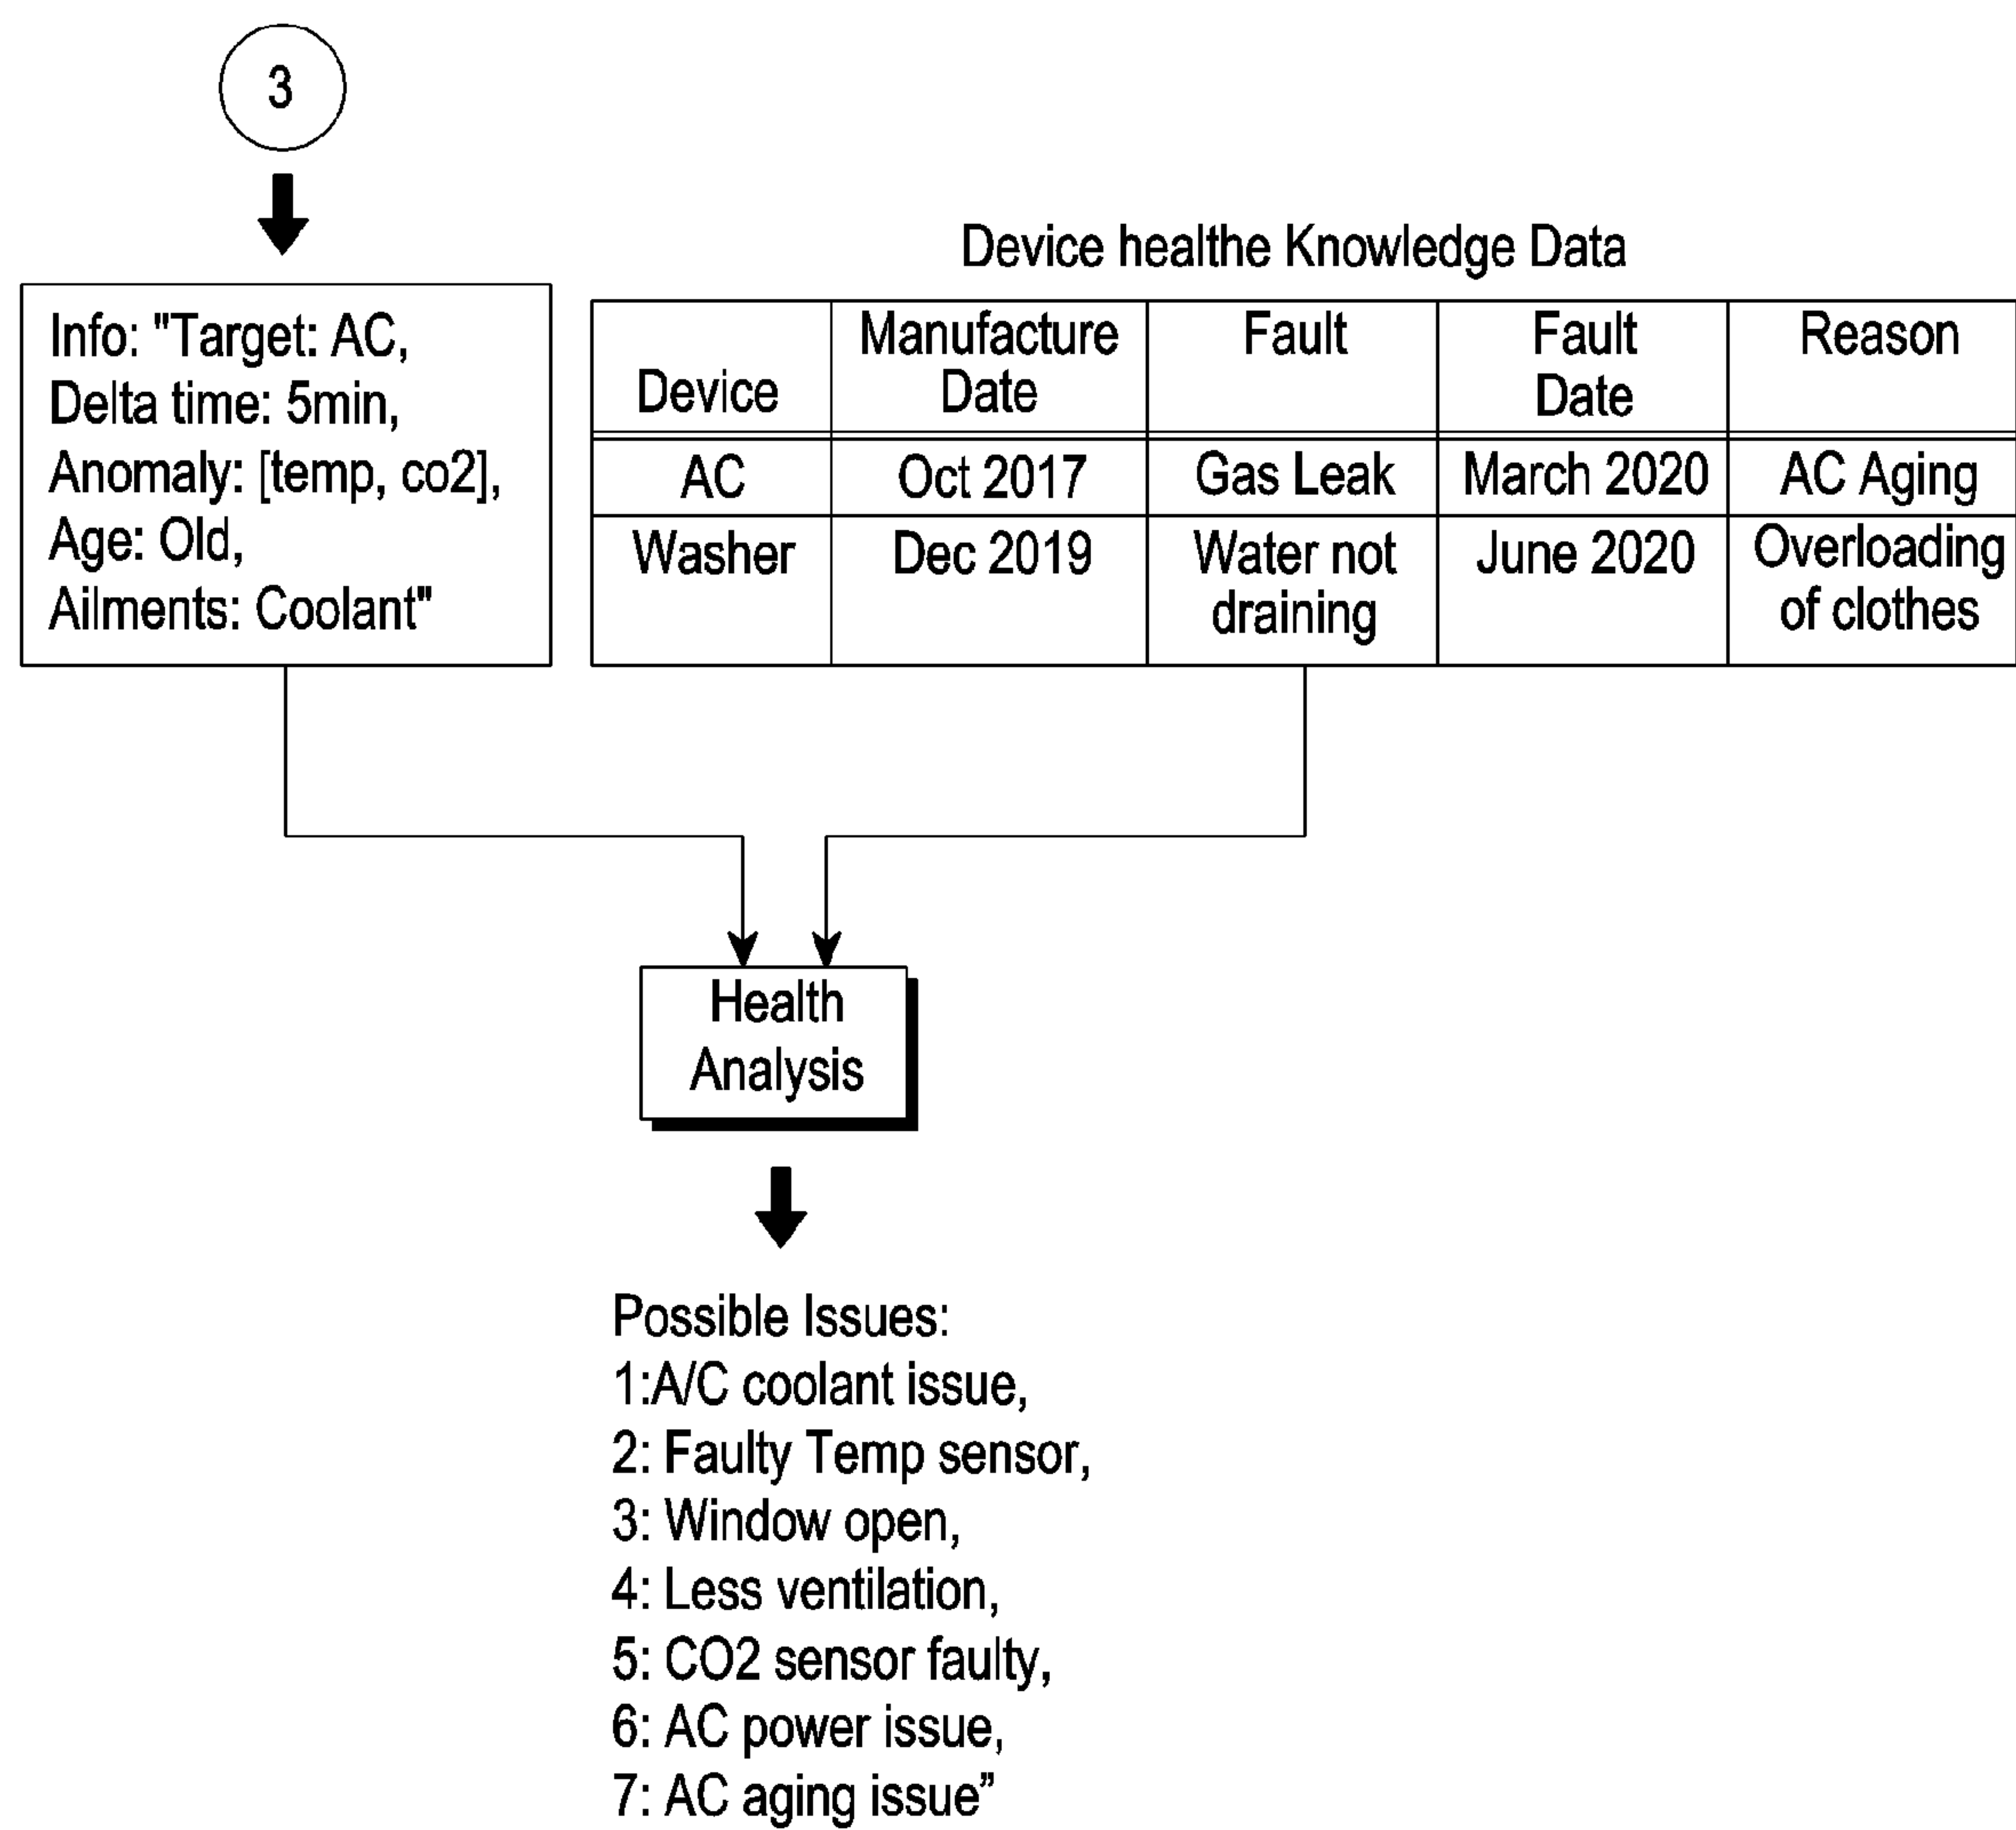 3
Info: "Target: AC,
Delta time: 5min,
Anomaly: [temp, co2],
Age: Old,
Ailments: Coolant"
Device healthe Knowledge Data
Device
Manufacture
Date
Fault
Fault
Date
Reason
AC
Oct 2017
Gas Leak
March 2020
AC Aging
Washer
Dec 2019
Water not
draining
June 2020
Overloading
of clothes
Health
Analysis
Possible Issues:
1:A/C coolant issue,
2: Faulty Temp sensor,
3: Window open,
4: Less ventilation,
5: CO2 sensor faulty,
6: AC power issue,
7: AC aging issue”